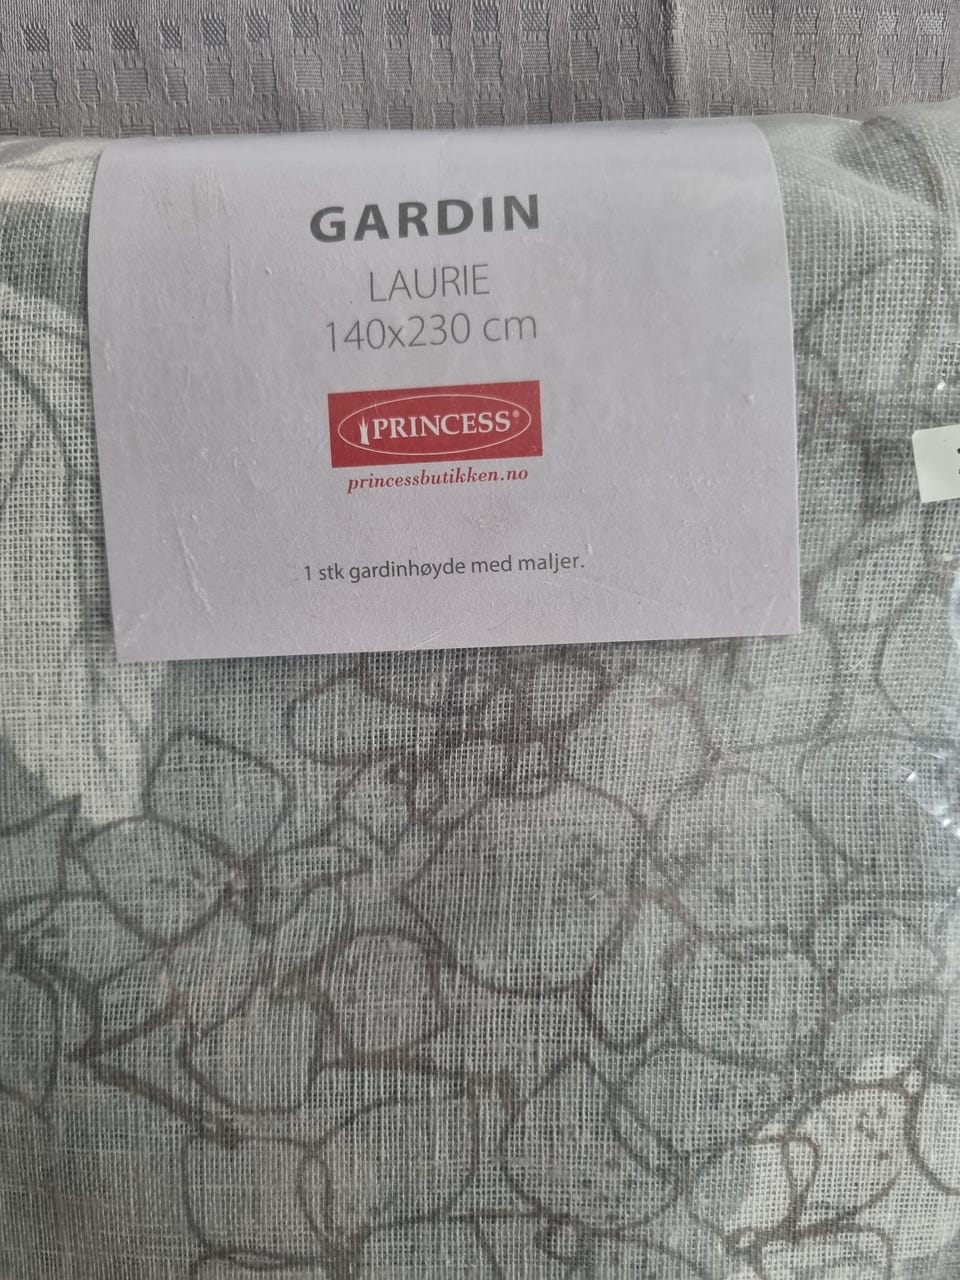 GARDIN
LAURIE
140x230 cm
PRINCESS®
princessbutikken.no
1 stk gardinhøyde med maljer.